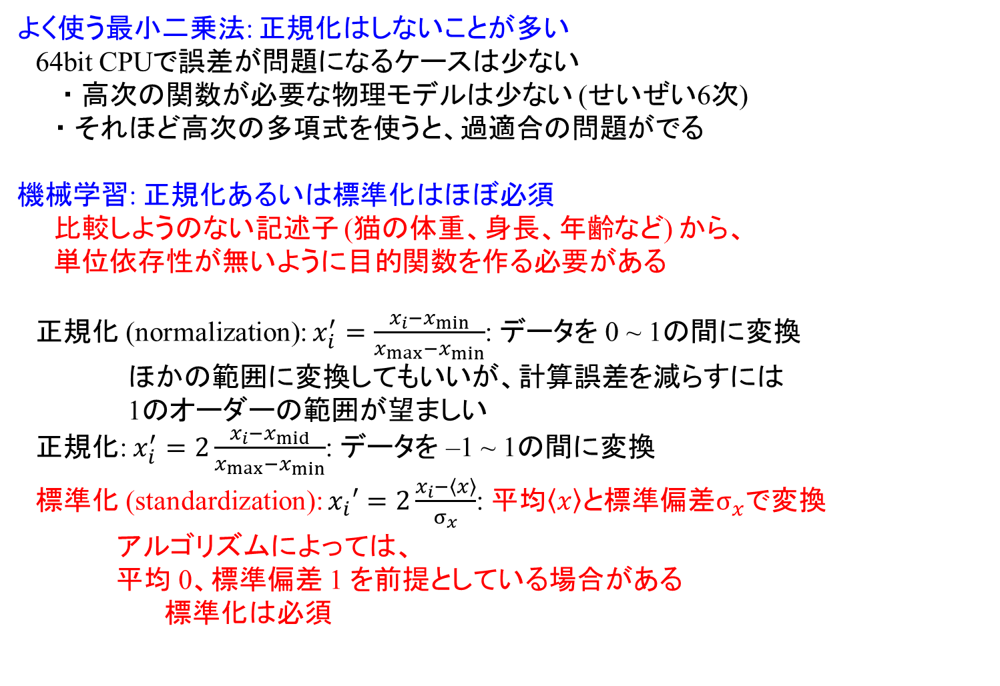 よく使う最小二乗法: 正規化はしないことが多い
64bit CPUで誤差が問題になるケースは少ない
・高次の関数が必要な物理モデルは少ない (せいぜい6次)
・それほど高次の多項式を使うと、過適合の問題がでる
機械学習: 正規化あるいは標準化はほぼ必須
比較しようのない記述子 (猫の体重、身長、年齢など) から、
単位依存性が無いように目的関数を作る必要がある
正規化 (normalization): $x_i' = \frac{x_i - x_{\min}}{x_{\max} - x_{\min}}$: データを 0 ~ 1の間に変換
ほかの範囲に変換してもいいが、計算誤差を減らすには
1のオーダーの範囲が望ましい
正規化: $x_i' = 2\frac{x_i - x_{\mathrm{mid}}}{x_{\max} - x_{\min}}$: データを –1 ~ 1の間に変換
標準化 (standardization): $x_i' = 2\frac{x_i - \langle x \rangle}{\sigma_x}$: 平均⟨x⟩と標準偏差$\sigma_x$で変換
アルゴリズムによっては、
平均 0、標準偏差 1 を前提としている場合がある
標準化は必須